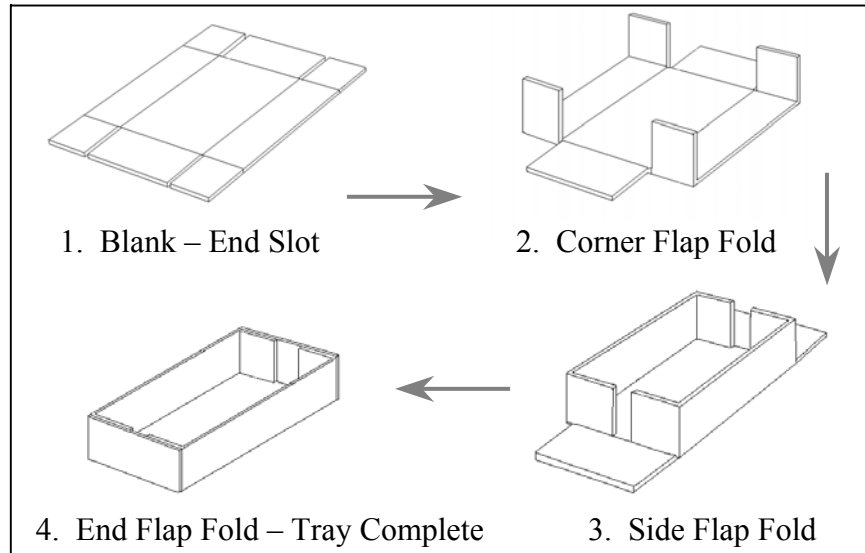 1. Blank – End Slot
2. Corner Flap Fold
4. End Flap Fold – Tray Complete
3. Side Flap Fold